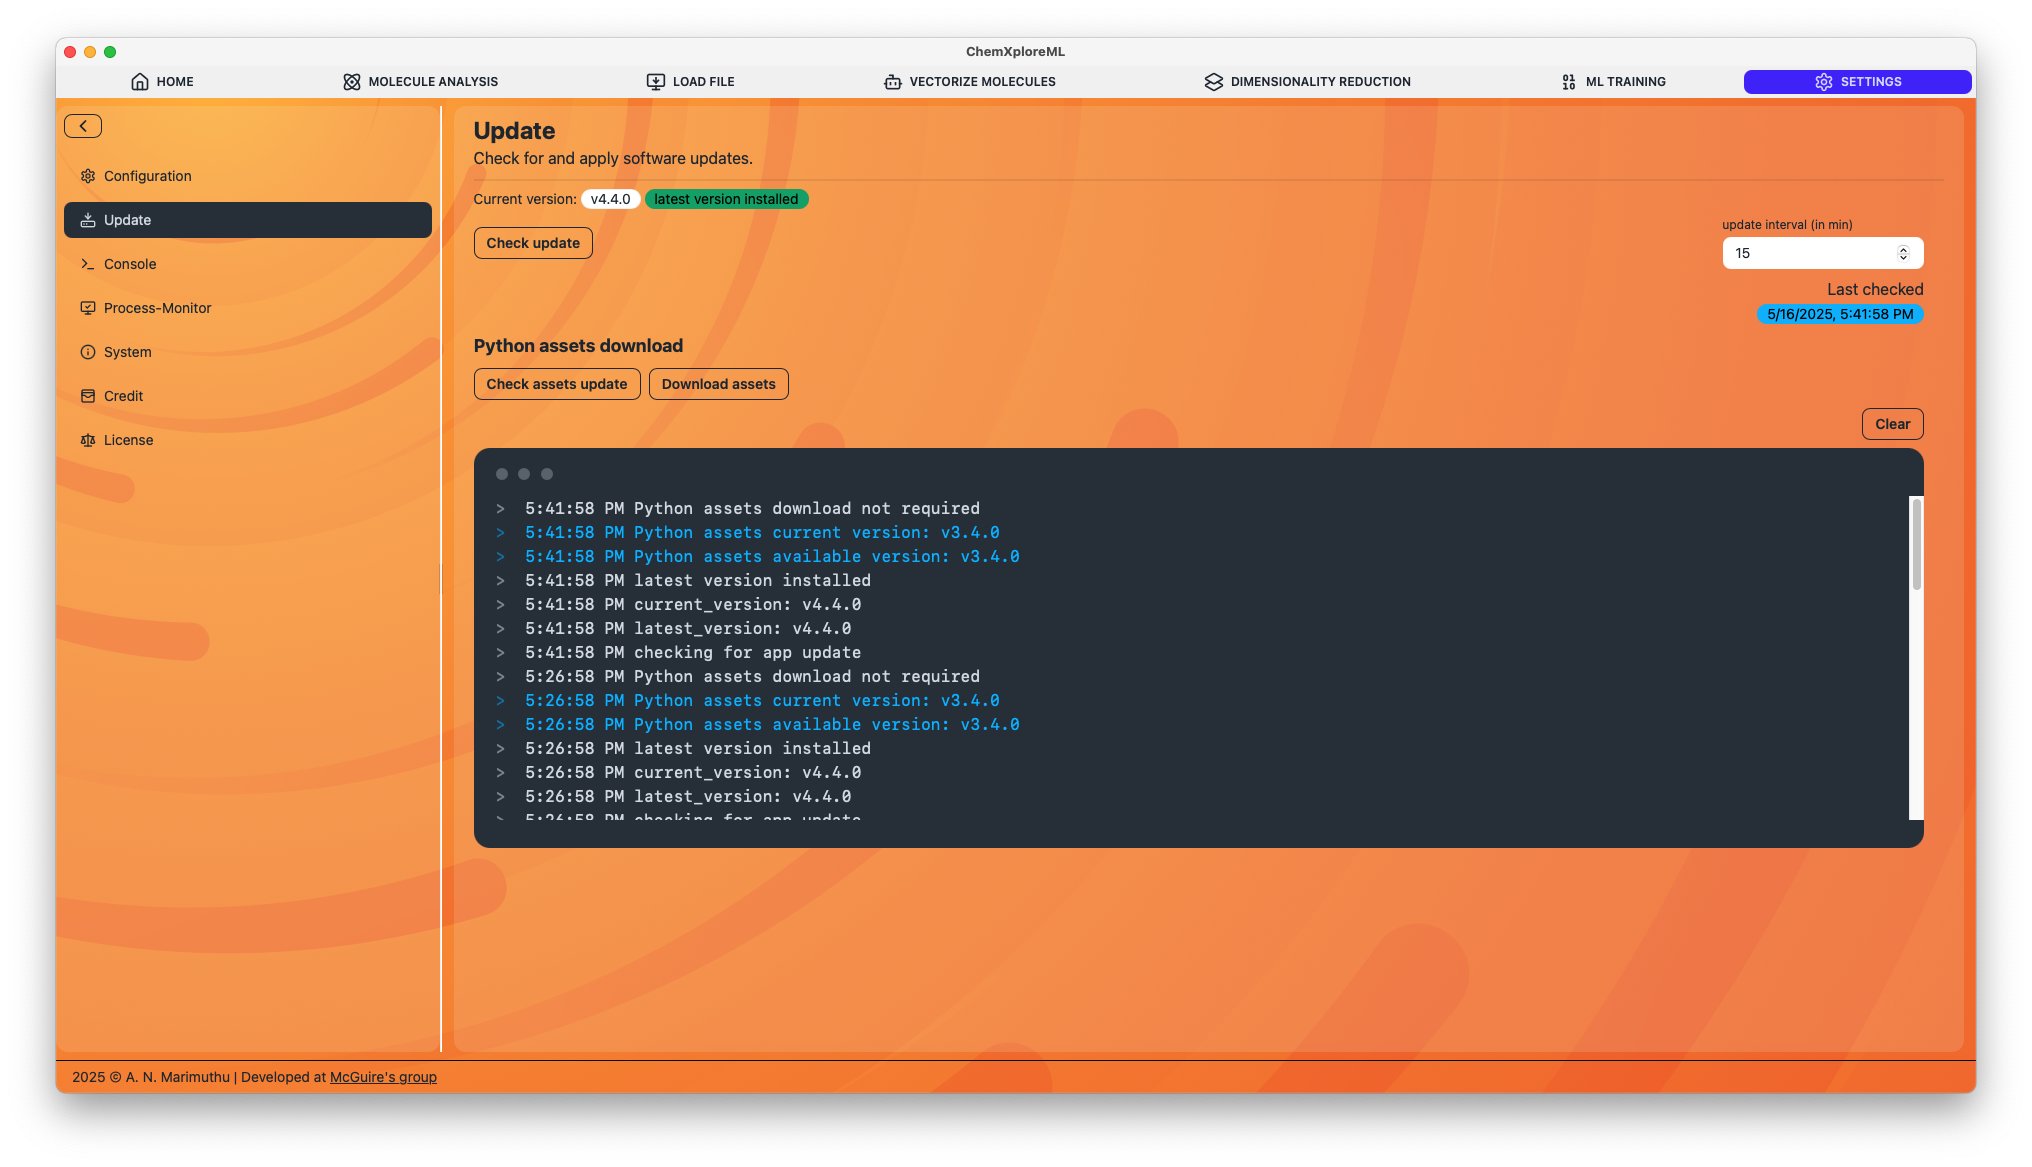 ChemXploreML
HOME
MOLECULE ANALYSIS
LOAD FILE
VECTORIZE MOLECULES
DIMENSIONALITY REDUCTION
ML TRAINING
SETTINGS
Configuration
Update
Console
Process-Monitor
System
Credit
License
Update
Check for and apply software updates.
Current version: v4.4.0 latest version installed
Check update
update interval (in min)
15
Last checked
5/16/2025, 5:41:58 PM
Python assets download
Check assets update
Download assets
Clear
> 5:41:58 PM Python assets download not required
> 5:41:58 PM Python assets current version: v3.4.0
> 5:41:58 PM Python assets available version: v3.4.0
> 5:41:58 PM latest version installed
> 5:41:58 PM current_version: v4.4.0
> 5:41:58 PM latest_version: v4.4.0
> 5:41:58 PM checking for app update
> 5:26:58 PM Python assets download not required
> 5:26:58 PM Python assets current version: v3.4.0
> 5:26:58 PM Python assets available version: v3.4.0
> 5:26:58 PM latest version installed
> 5:26:58 PM current_version: v4.4.0
> 5:26:58 PM latest_version: v4.4.0
> 5:26:58 PM checking for app update
2025 © A. N. Marimuthu | Developed at McGuire's group